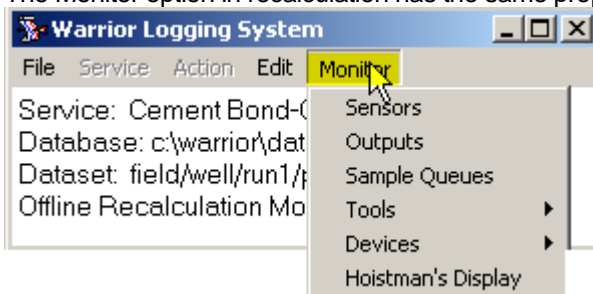 The Monitor option in recalculation has the same prop
Warrior Logging System
File Service Action Edit Monitor
Service: Cement Bond-
Database: c:\warrior\dat
Dataset: field/well/run1/
Offline Recalculation Mo
Sensors
Outputs
Sample Queues
Tools
Devices
Hoistman's Display